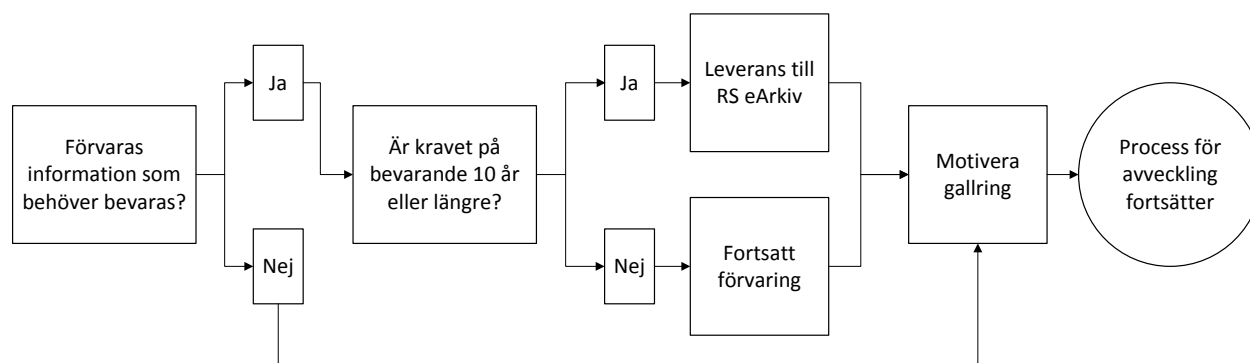 Förvaras
information som
behöver bevaras?
Ja
Nej
Är kravet på
bevarande 10 år
eller längre?
Ja
Nej
Leverans till
RS eArkiv
Fortsatt
förvaring
Motivera
gallring
Process för
avveckling
fortsätter